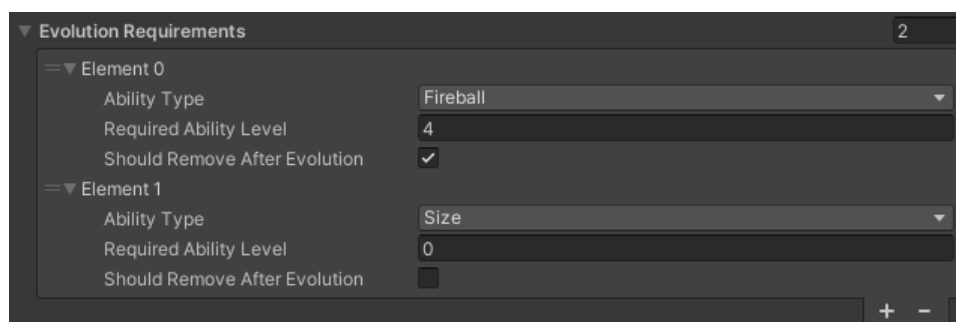 Evolution Requirements 2
Element 0
Ability Type Fireball
Required Ability Level 4
Should Remove After Evolution
Element 1
Ability Type Size
Required Ability Level 0
Should Remove After Evolution
+ -